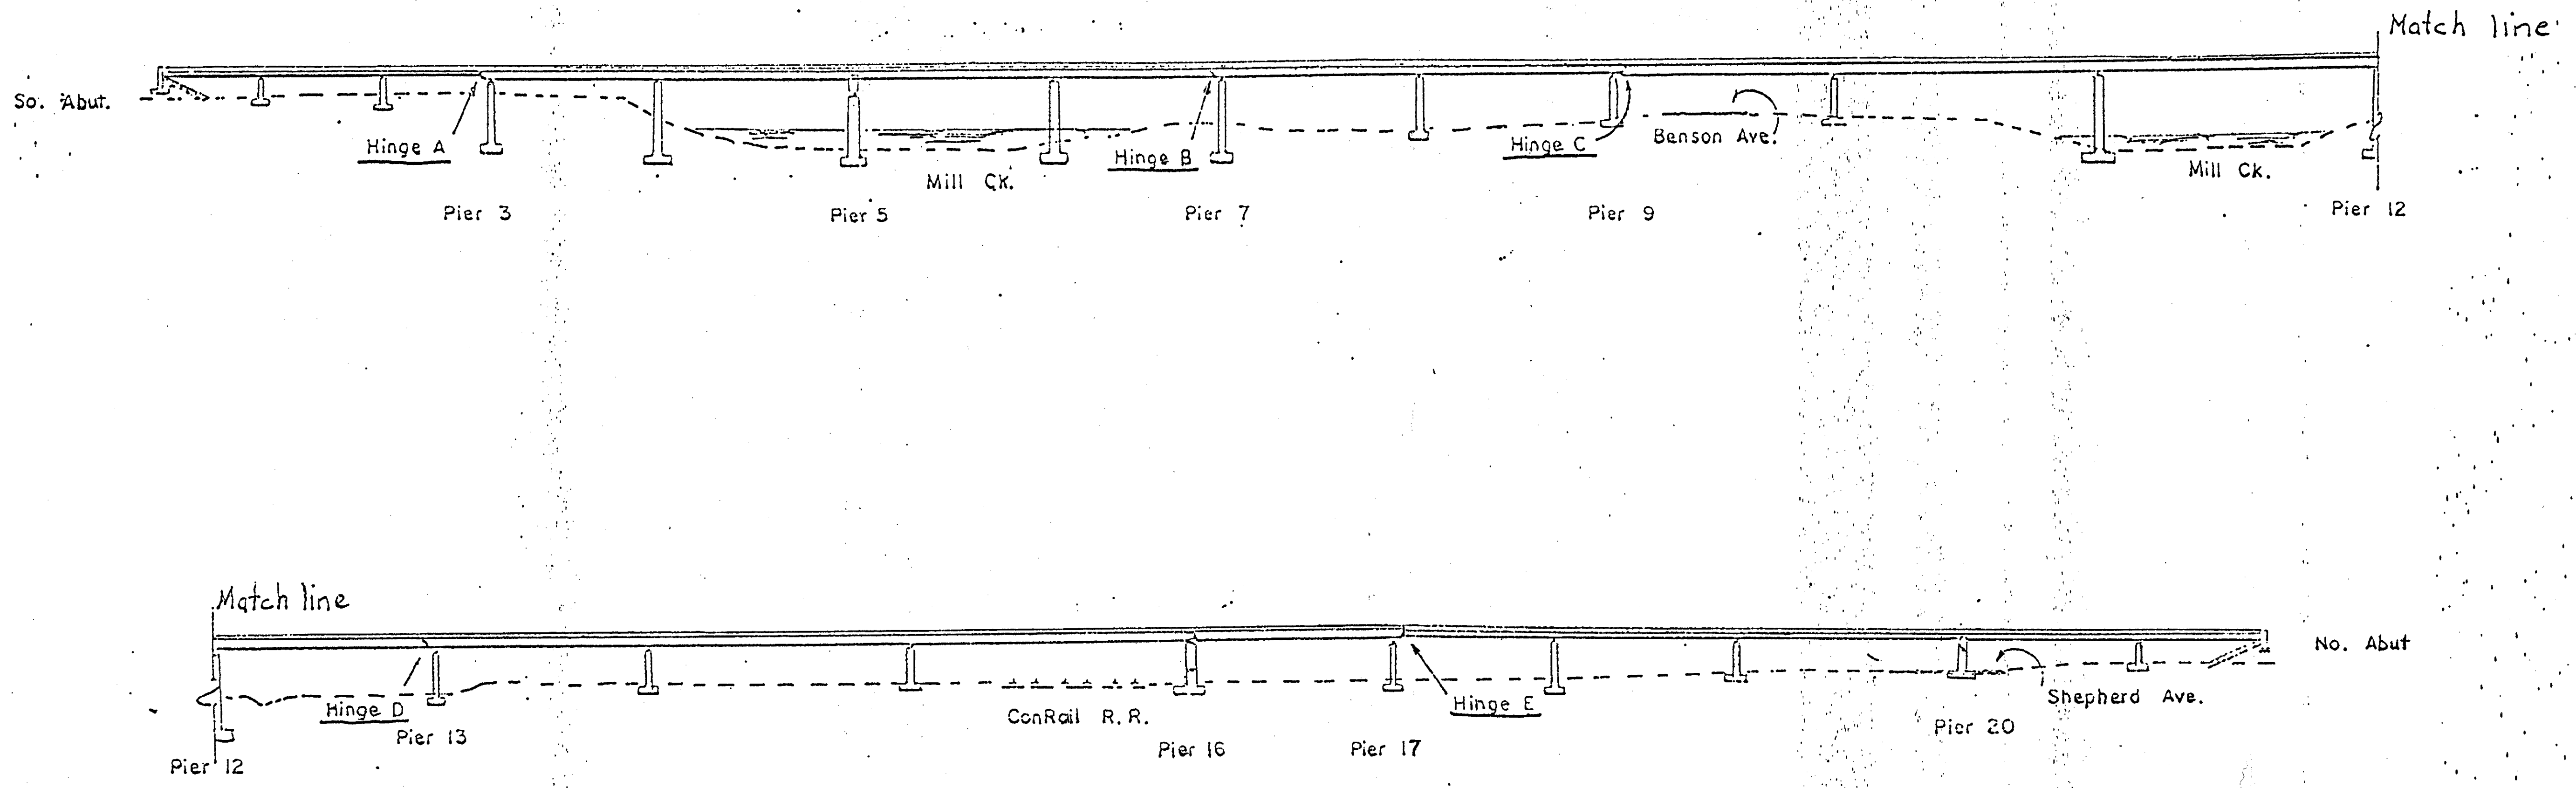 Match line
So. Abut.
Hinge A
Hinge B
Hinge C
Benson Ave.
Mill Ck.
Mill Ck.
Pier 3
Pier 5
Pier 7
Pier 9
Pier 12
Match line
No. Abut
Hinge D
Hinge E
Shepherd Ave.
ConRail R.R.
Pier 12
Pier 13
Pier 16
Pier 17
Pier 20